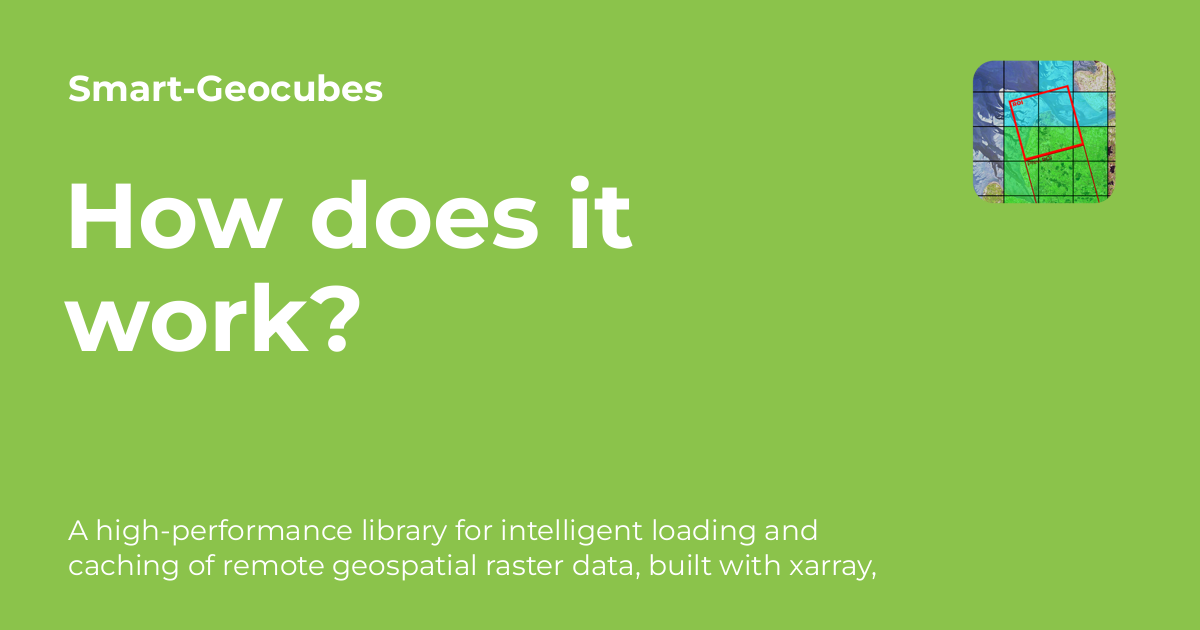 Smart-Geocubes
How does it
work?
A high-performance library for intelligent loading and
caching of remote geospatial raster data, built with xarray,